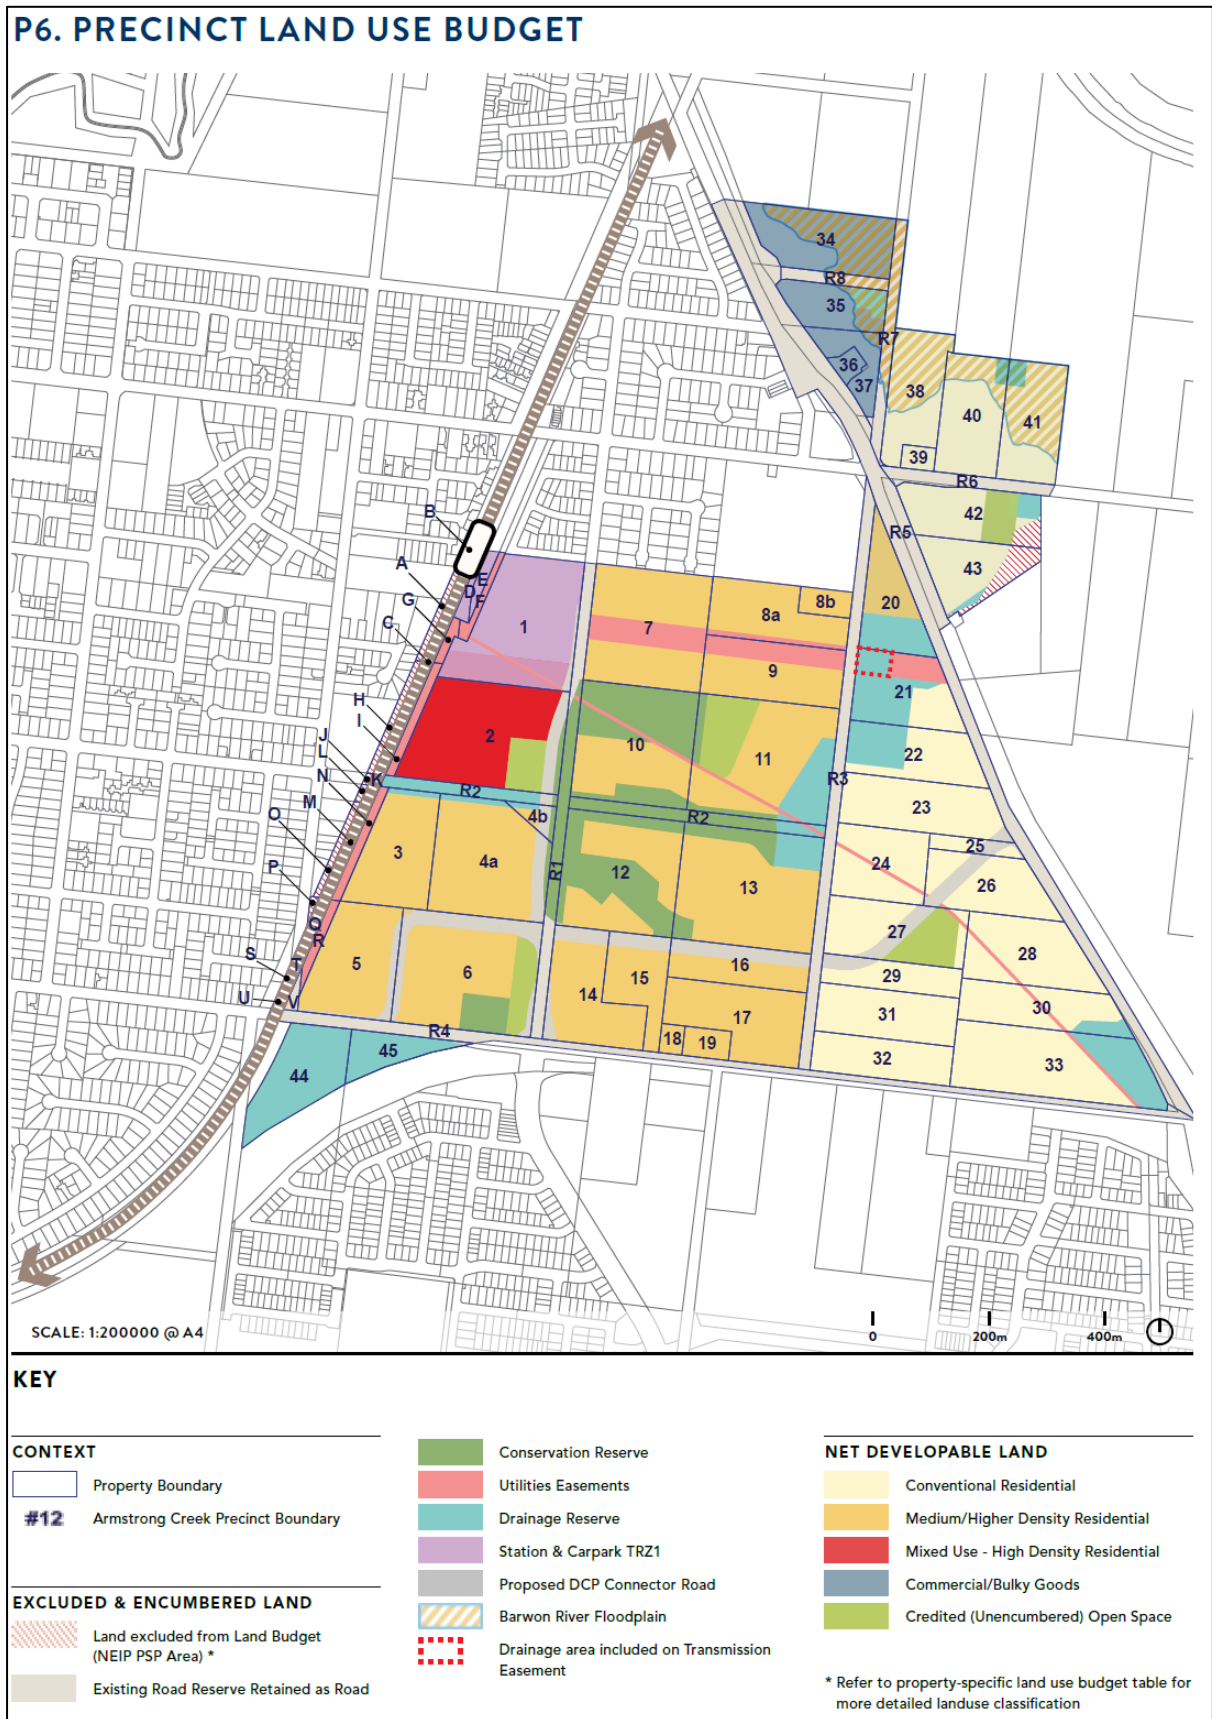 P6. PRECINCT LAND USE BUDGET
34
R8
35
R7
36
37
38
40
41
39
R6
42
R5
43
B
A
G
C
E
D
F
1
7
8a
8b
9
20
21
H
I
J
L
N
K
M
O
P
2
10
11
22
R3
23
R2
R2
4b
3
4a
R1
12
13
24
25
26
27
28
Q
R
S
T
U
V
5
6
14
15
16
17
18
19
29
30
31
32
33
R4
44
45
SCALE: 1:200000 @ A4
0
200m
400m
KEY
CONTEXT
Property Boundary
#12
Armstrong Creek Precinct Boundary
EXCLUDED & ENCUMBERED LAND
Land excluded from Land Budget
(NEIP PSP Area) *
Existing Road Reserve Retained as Road
Conservation Reserve
Utilities Easements
Drainage Reserve
Station & Carpark TRZ1
Proposed DCP Connector Road
Barwon River Floodplain
Drainage area included on Transmission
Easement
NET DEVELOPABLE LAND
Conventional Residential
Medium/Higher Density Residential
Mixed Use - High Density Residential
Commercial/Bulky Goods
Credited (Unencumbered) Open Space
* Refer to property-specific land use budget table for
more detailed landuse classification